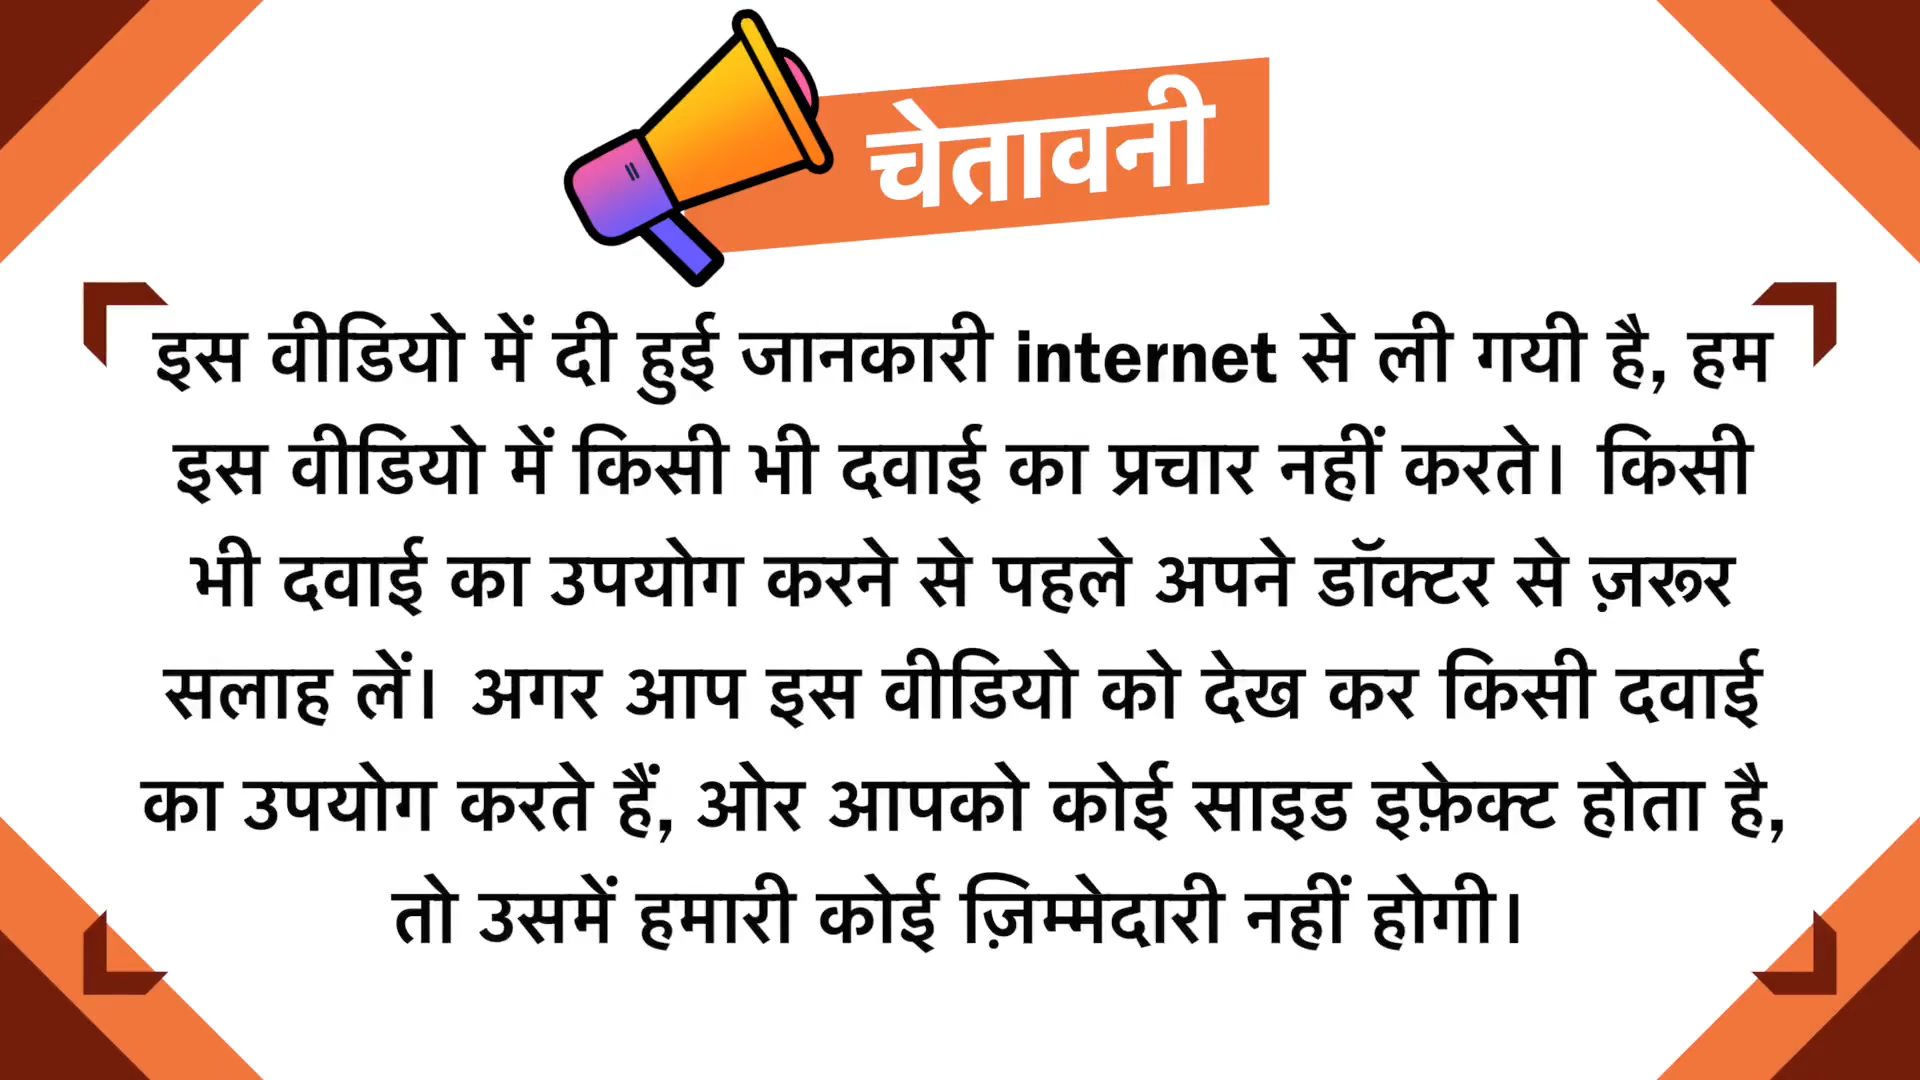 चेतावनी
इस वीडियो में दी हुई जानकारी internet से ली गयी है, हम
इस वीडियो में किसी भी दवाई का प्रचार नहीं करते। किसी
भी दवाई का उपयोग करने से पहले अपने डॉक्टर से ज़रूर
सलाह लें। अगर आप इस वीडियो को देख कर किसी दवाई
का उपयोग करते हैं, ओर आपको कोई साइड इफ़ेक्ट होता है,
तो उसमें हमारी कोई ज़िम्मेदारी नहीं होगी।